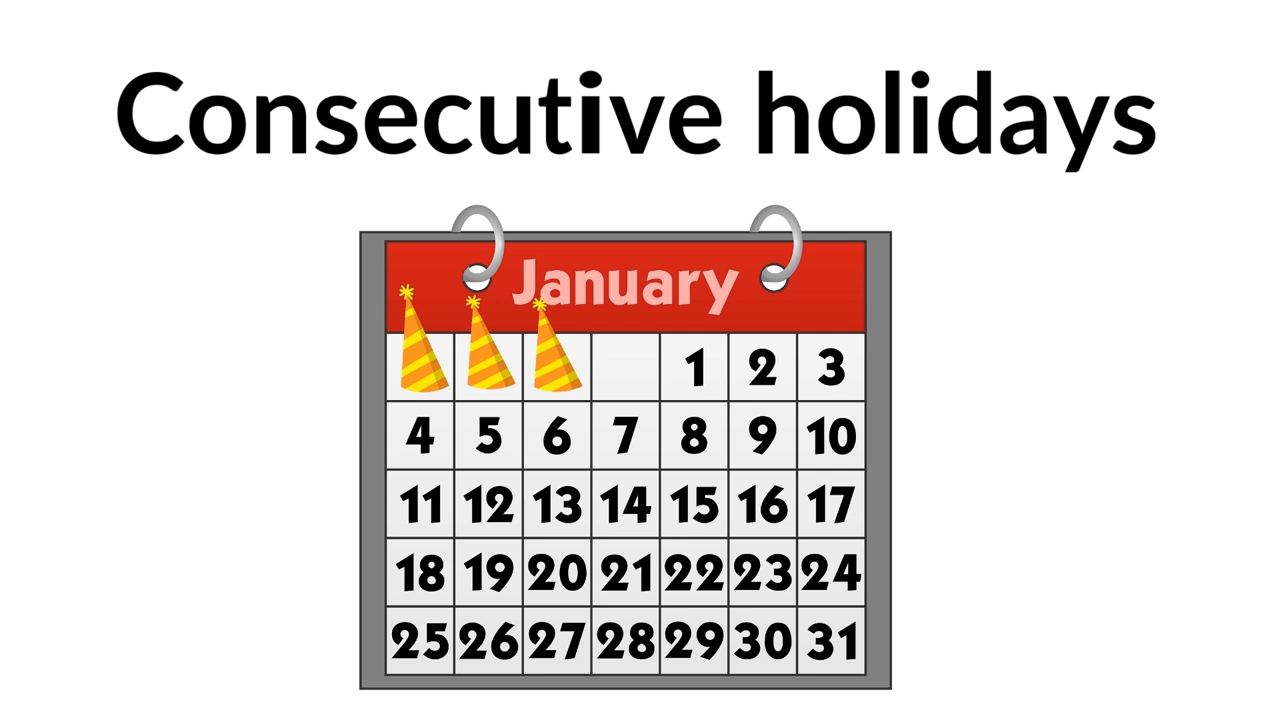 Consecutive holidays
January
1 2 3
4 5 6 7 8 9 10
11 12 13 14 15 16 17
18 19 20 21 22 23 24
25 26 27 28 29 30 31